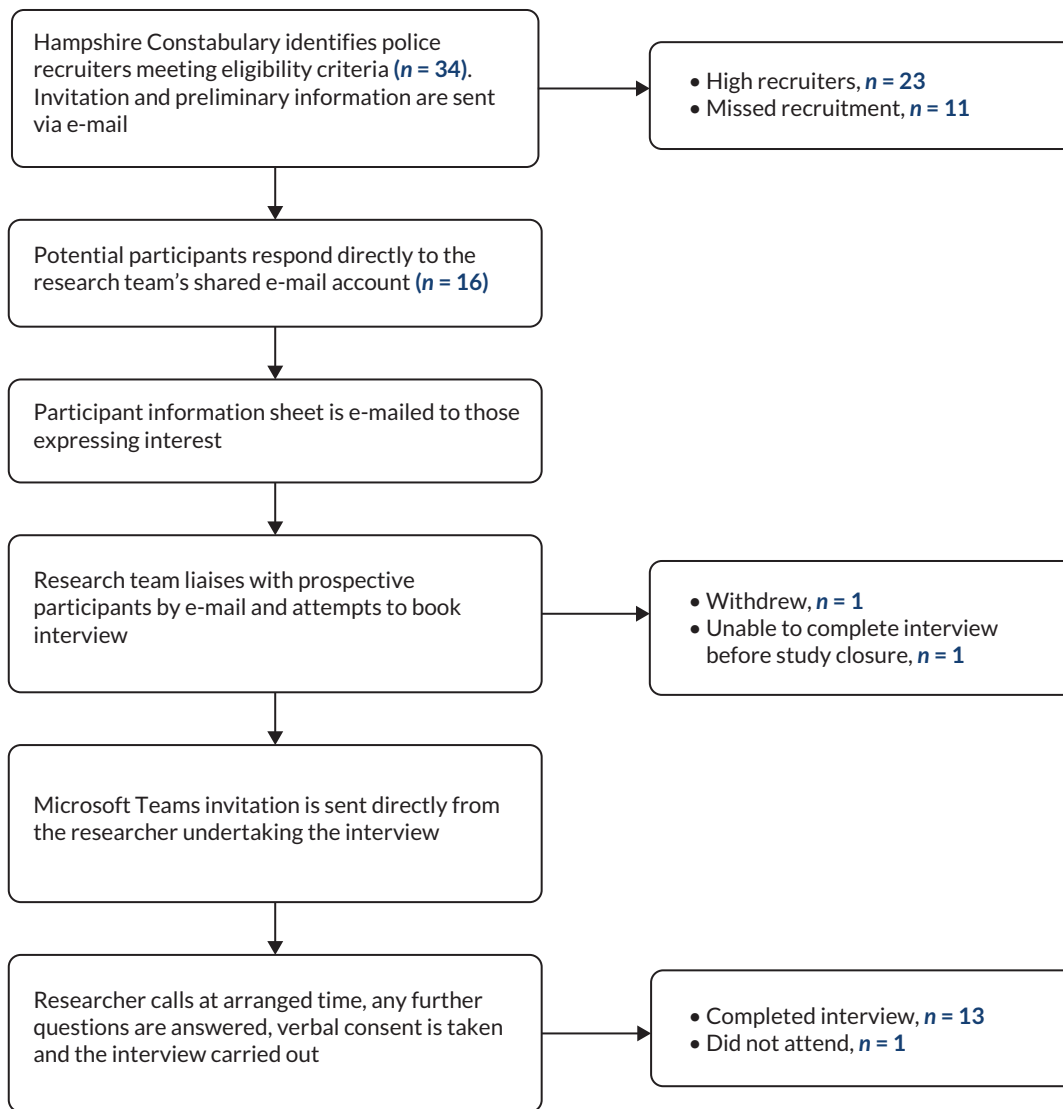 Hampshire Constabulary identifies police
recruiters meeting eligibility criteria (n = 34).
Invitation and preliminary information are sent
via e-mail
• High recruiters, n = 23
• Missed recruitment, n = 11
Potential participants respond directly to the
research team’s shared e-mail account (n = 16)
Participant information sheet is e-mailed to those
expressing interest
Research team liaises with prospective
participants by e-mail and attempts to book
interview
• Withdrew, n = 1
• Unable to complete interview
before study closure, n = 1
Microsoft Teams invitation is sent directly from
the researcher undertaking the interview
Researcher calls at arranged time, any further
questions are answered, verbal consent is taken
and the interview carried out
• Completed interview, n = 13
• Did not attend, n = 1